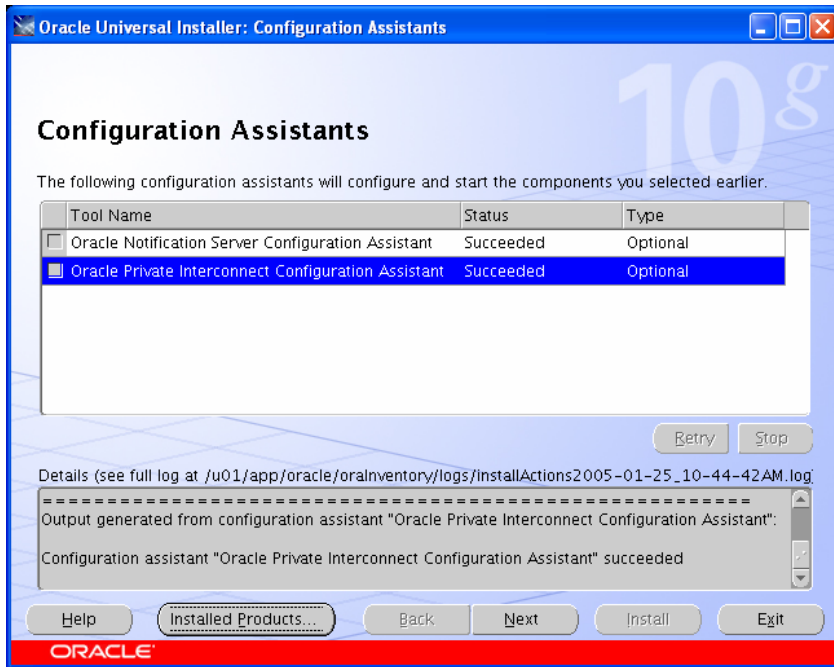 Oracle Universal Installer: Configuration Assistants
10g
Configuration Assistants
The following configuration assistants will configure and start the components you selected earlier.
Tool Name Status Type
Oracle Notification Server Configuration Assistant Succeeded Optional
Oracle Private Interconnect Configuration Assistant Succeeded Optional
Retry Stop
Details (see full log at /u01/app/oracle/oraInventory/logs/installActions2005-01-25_10-44-42AM.log)
=======================================================
Output generated from configuration assistant "Oracle Private Interconnect Configuration Assistant":
Configuration assistant "Oracle Private Interconnect Configuration Assistant" succeeded
Help Installed Products... Back Next Install Exit
ORACLE